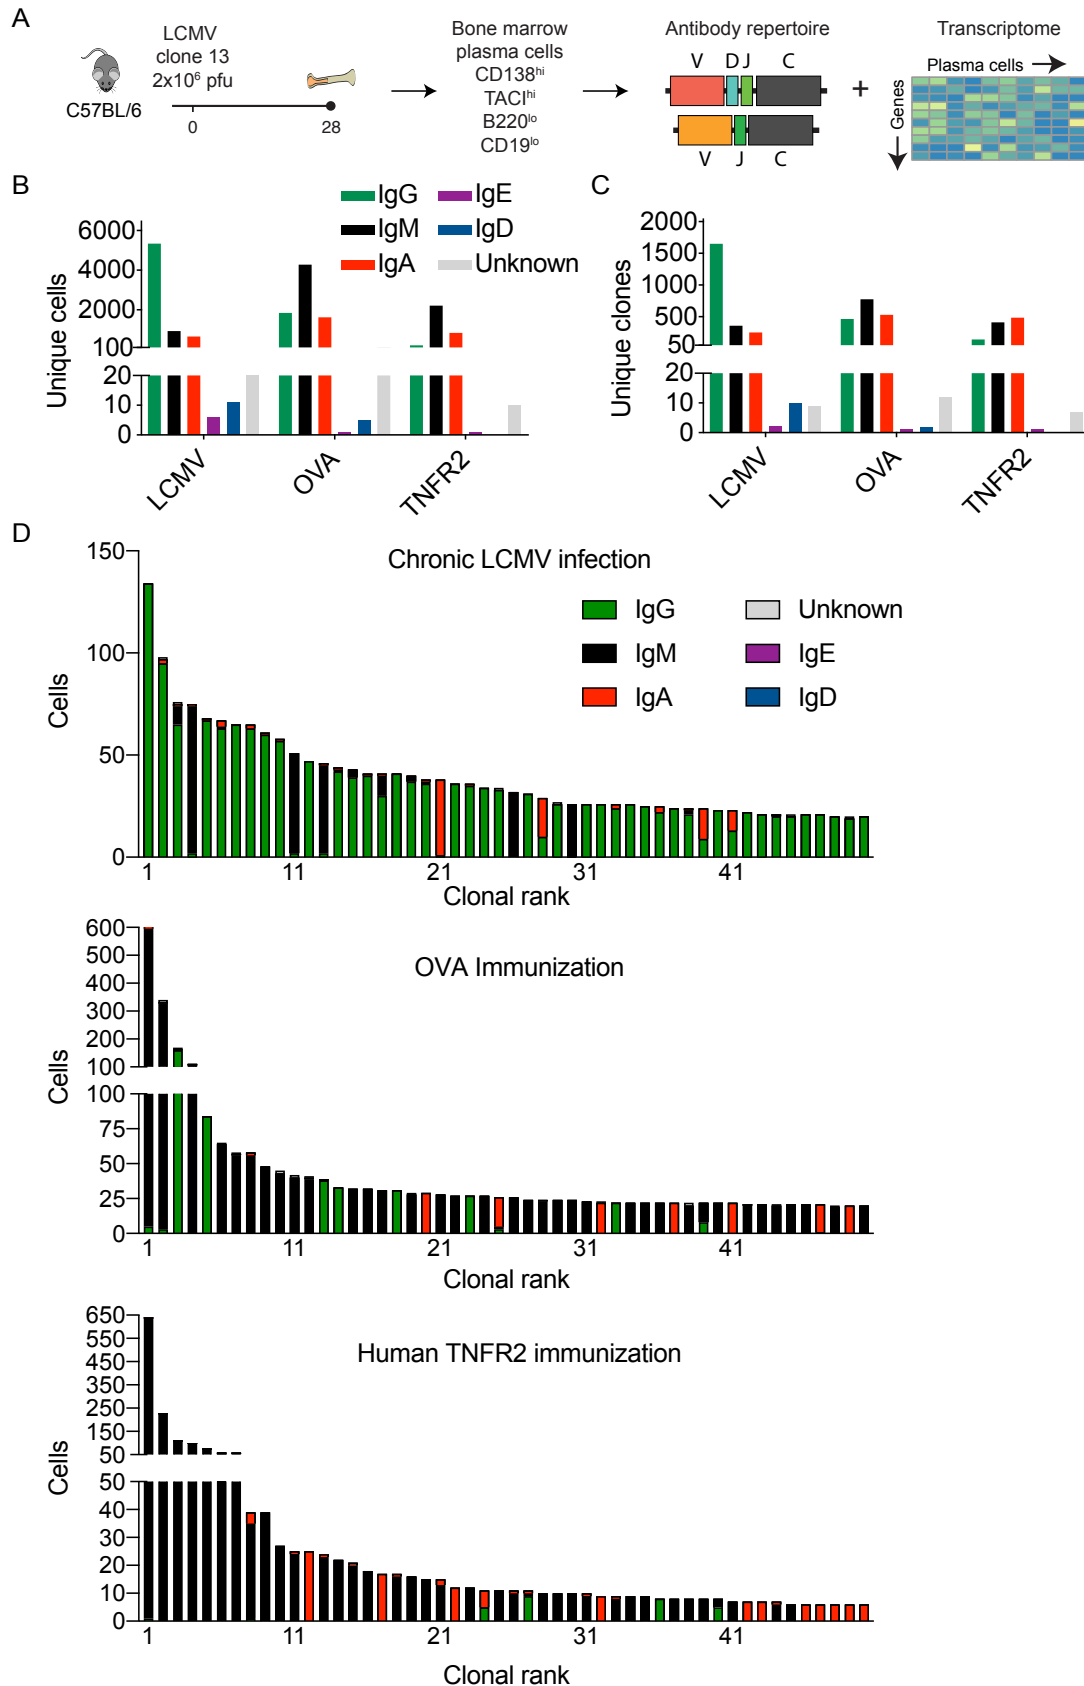 A
LCMV
clone 13
2x10⁶ pfu
C57BL/6
0
28
Bone marrow
plasma cells
CD138ʰⁱ
TACIʰⁱ
B220ˡᵒ
CD19ˡᵒ
Antibody repertoire
V D J C
V J C
+
Transcriptome
Plasma cells
Genes
B
IgG
IgM
IgA
IgE
IgD
Unknown
Unique cells
6000
4000
2000
100
20
10
0
LCMV
OVA
TNFR2
C
Unique clones
2000
1500
1000
500
50
20
10
0
LCMV
OVA
TNFR2
D
Chronic LCMV infection
IgG
IgM
IgA
Unknown
IgE
IgD
Cells
150
100
50
0
1 11 21 31 41
Clonal rank
OVA Immunization
Cells
600
500
400
300
200
100
100
75
50
25
0
1 11 21 31 41
Clonal rank
Human TNFR2 immunization
Cells
650
550
450
350
250
150
50
50
40
30
20
10
0
1 11 21 31 41
Clonal rank